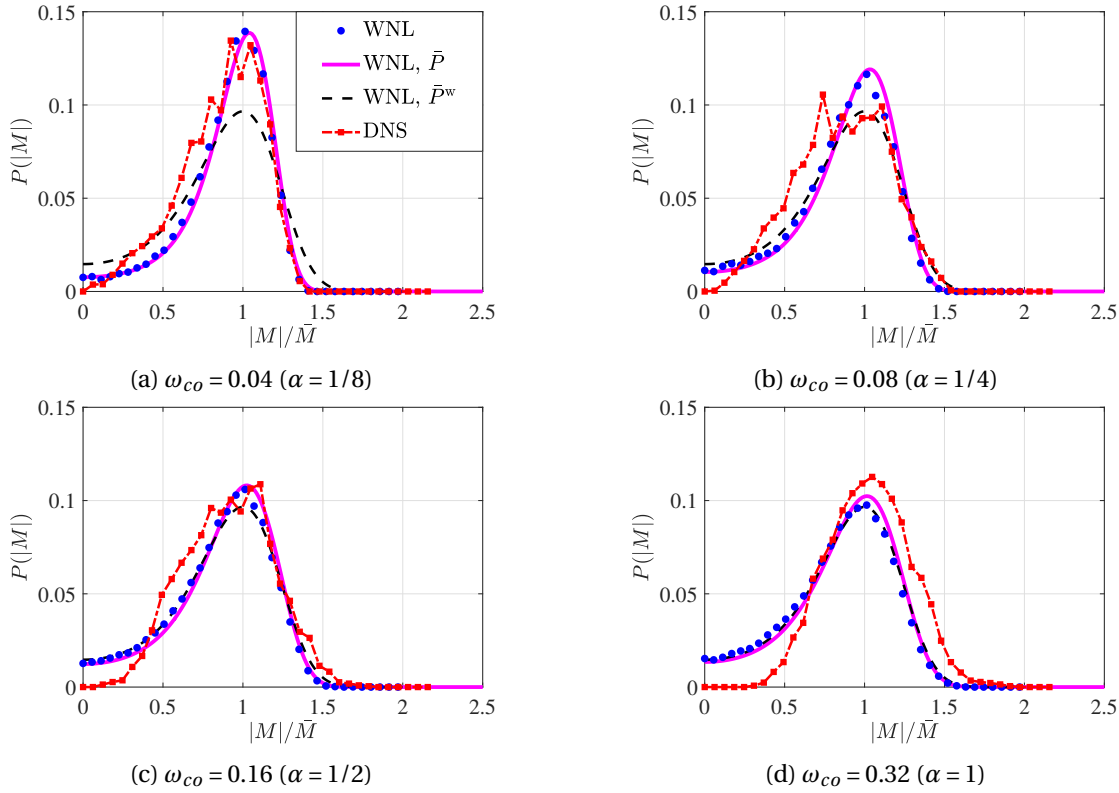 0.15
0.1
0.05
0
P(|M|)
0 0.5 1 1.5 2 2.5
|M|/M̄
WNL
WNL, P̄
WNL, P̄ʷ
DNS
(a) ω_co = 0.04 (α = 1/8)
0.15
0.1
0.05
0
P(|M|)
0 0.5 1 1.5 2 2.5
|M|/M̄
(b) ω_co = 0.08 (α = 1/4)
0.15
0.1
0.05
0
P(|M|)
0 0.5 1 1.5 2 2.5
|M|/M̄
(c) ω_co = 0.16 (α = 1/2)
0.15
0.1
0.05
0
P(|M|)
0 0.5 1 1.5 2 2.5
|M|/M̄
(d) ω_co = 0.32 (α = 1)